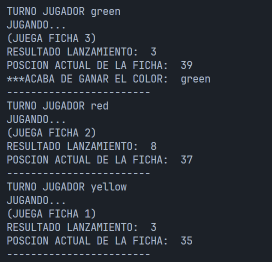 TURNO JUGADOR green
JUGANDO...
(JUEGA FICHA 3)
RESULTADO LANZAMIENTO:  3
POSCION ACTUAL DE LA FICHA:  39
***ACABA DE GANAR EL COLOR:  green
-----------------------
TURNO JUGADOR red
JUGANDO...
(JUEGA FICHA 2)
RESULTADO LANZAMIENTO:  8
POSCION ACTUAL DE LA FICHA:  37
-----------------------
TURNO JUGADOR yellow
JUGANDO...
(JUEGA FICHA 1)
RESULTADO LANZAMIENTO:  3
POSCION ACTUAL DE LA FICHA:  35
-----------------------